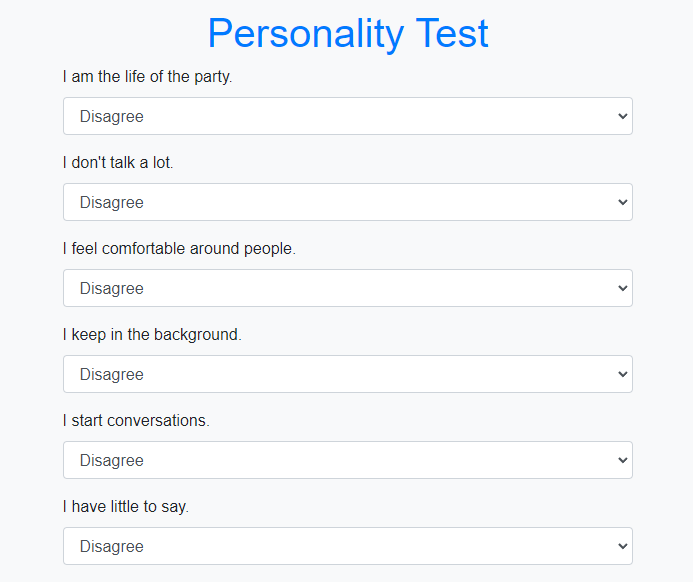 Personality Test
I am the life of the party.
Disagree
I don't talk a lot.
Disagree
I feel comfortable around people.
Disagree
I keep in the background.
Disagree
I start conversations.
Disagree
I have little to say.
Disagree